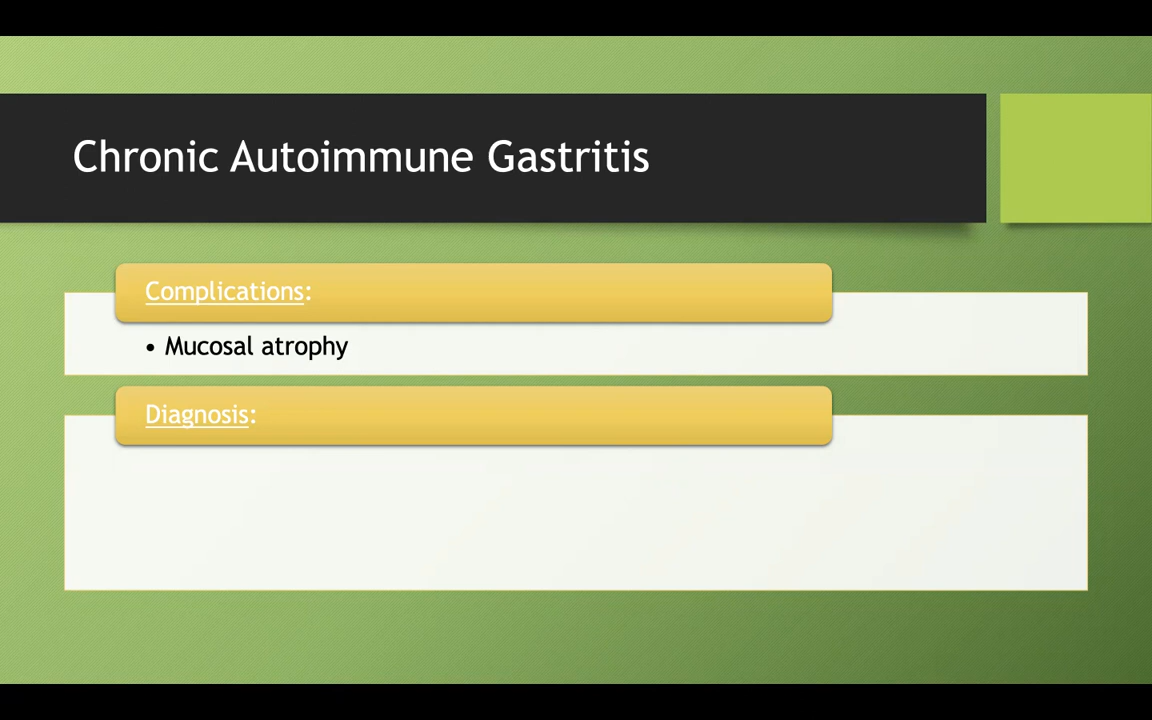 Chronic Autoimmune Gastritis
Complications:
• Mucosal atrophy
Diagnosis: